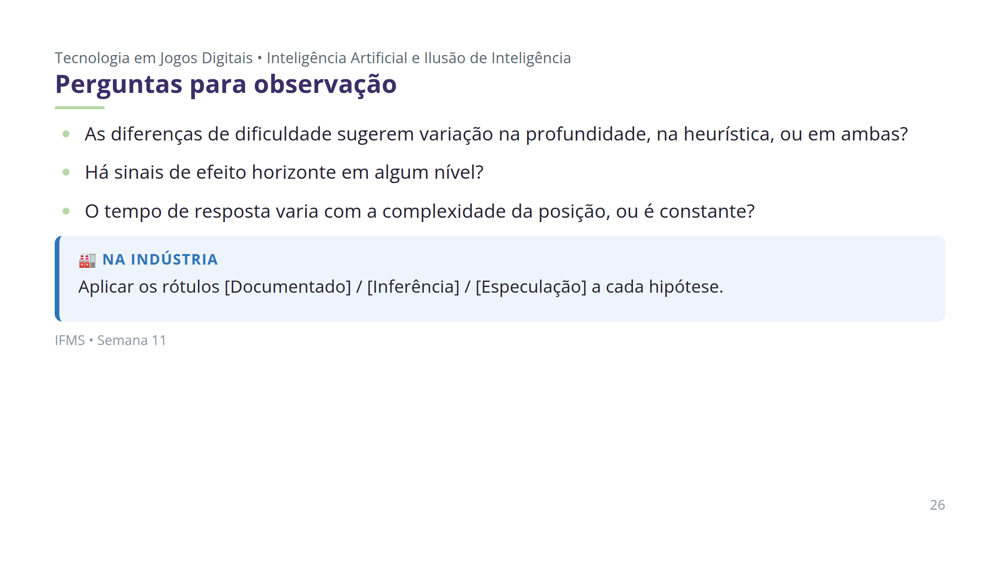 Tecnologia em Jogos Digitais • Inteligência Artificial e Ilusão de Inteligência
Perguntas para observação
• As diferenças de dificuldade sugerem variação na profundidade, na heurística, ou em ambas?
• Há sinais de efeito horizonte em algum nível?
• O tempo de resposta varia com a complexidade da posição, ou é constante?
🏭 NA INDÚSTRIA
Aplicar os rótulos [Documentado] / [Inferência] / [Especulação] a cada hipótese.
IFMS • Semana 11
26